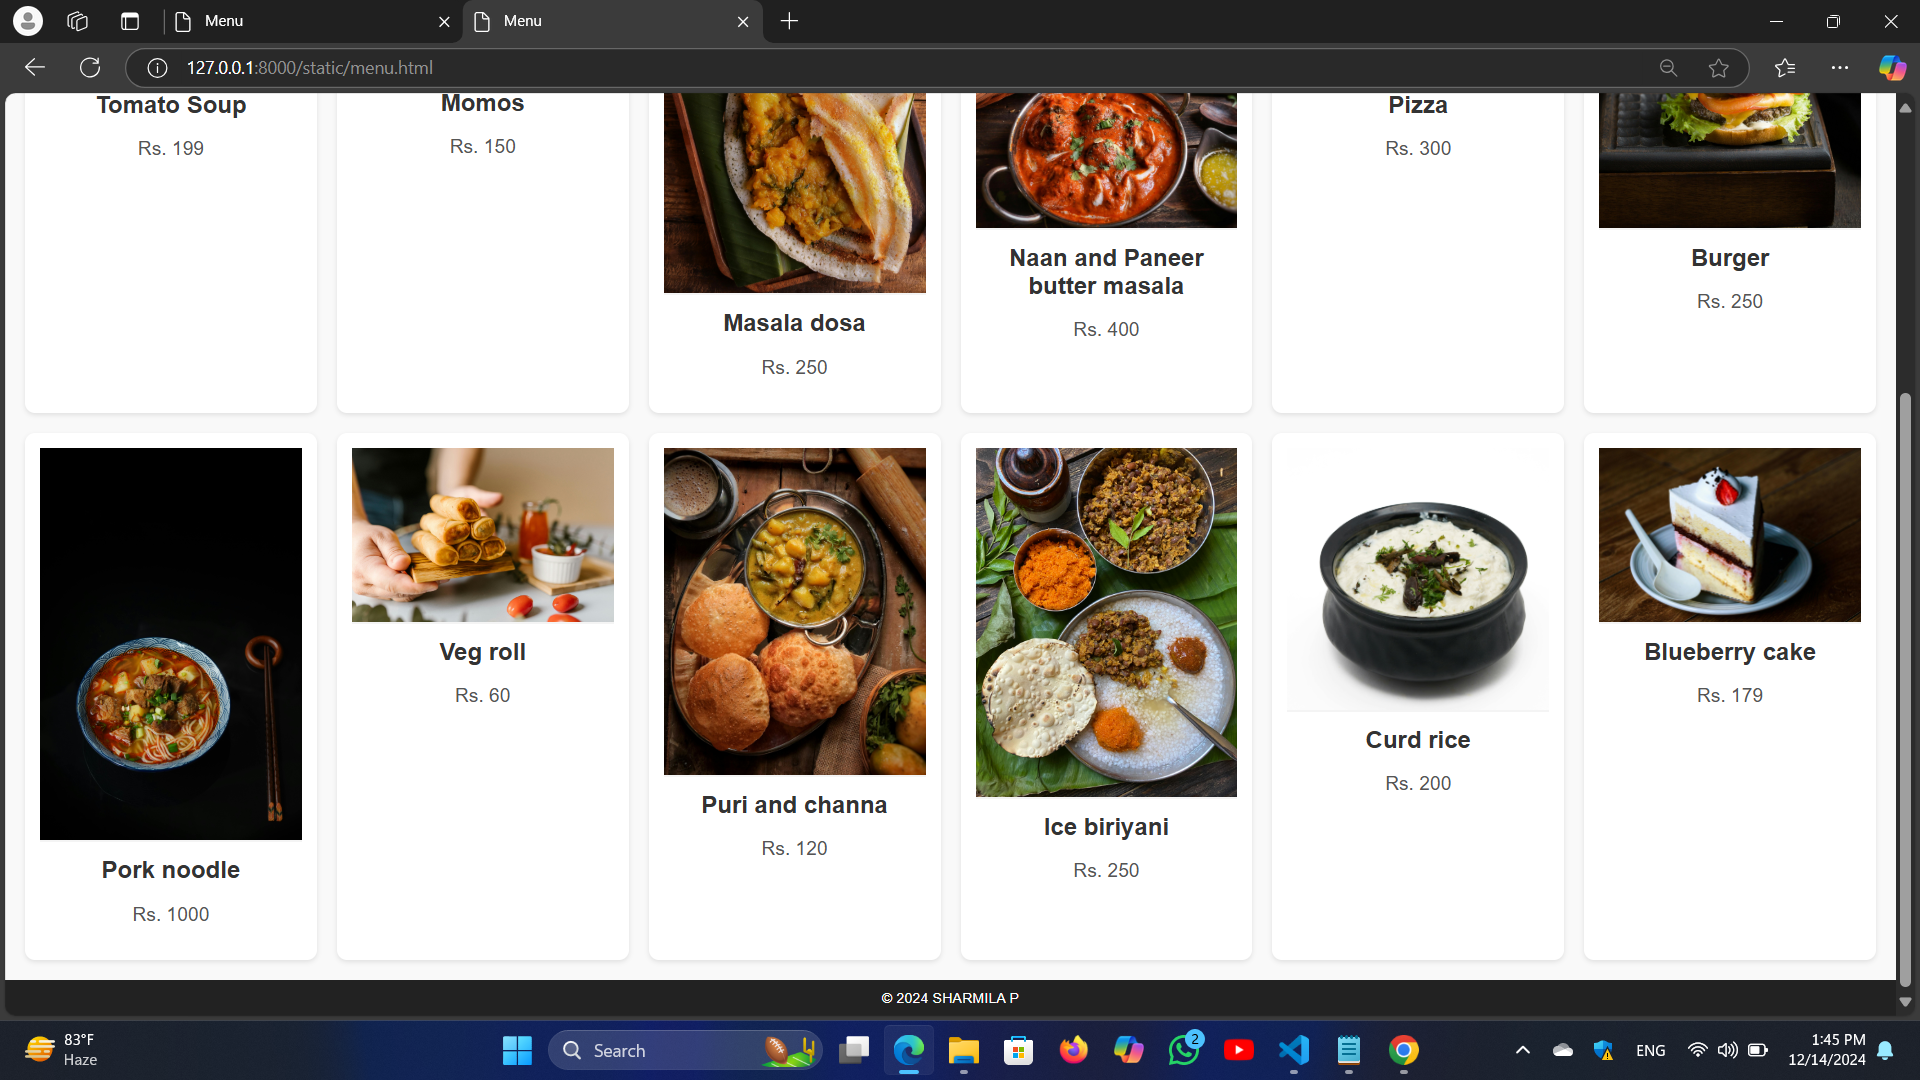 Menu
Menu
127.0.0.1:8000/static/menu.html
Tomato Soup
Rs. 199
Momos
Rs. 150
Masala dosa
Rs. 250
Naan and Paneer
butter masala
Rs. 400
Pizza
Rs. 300
Burger
Rs. 250
Pork noodle
Rs. 1000
Veg roll
Rs. 60
Puri and channa
Rs. 120
Ice biriyani
Rs. 250
Curd rice
Rs. 200
Blueberry cake
Rs. 179
© 2024 SHARMILA P
83°F
Haze
Search
2
ENG
1:45 PM
12/14/2024